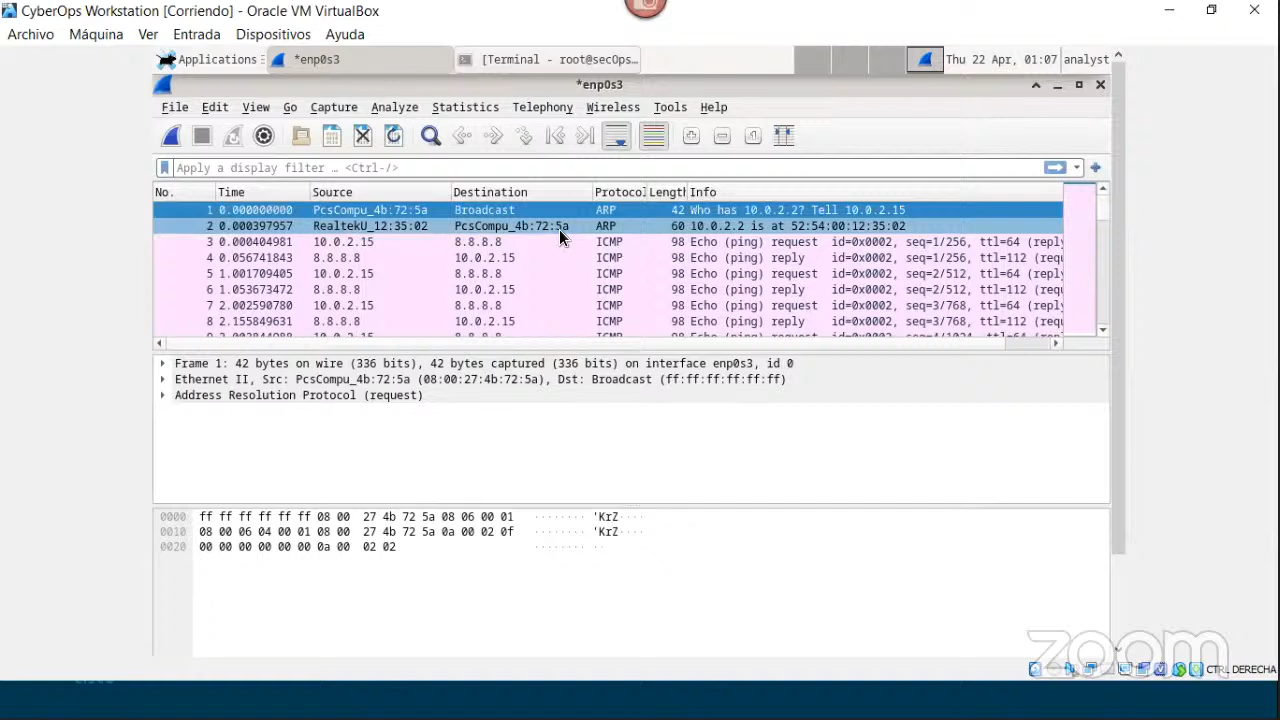 CyberOps Workstation [Corriendo] - Oracle VM VirtualBox
Archivo Máquina Ver Entrada Dispositivos Ayuda
Applications *enp0s3 [Terminal - root@secOps… Thu 22 Apr, 01:07 analyst
*enp0s3
File Edit View Go Capture Analyze Statistics Telephony Wireless Tools Help
Apply a display filter … <Ctrl-/>
No. Time Source Destination Protocol Length Info
1 0.000000000 PcsCompu_4b:72:5a Broadcast ARP 42 Who has 10.0.2.2? Tell 10.0.2.15
2 0.000397957 RealtekU_12:35:02 PcsCompu_4b:72:5a ARP 60 10.0.2.2 is at 52:54:00:12:35:02
3 0.000404981 10.0.2.15 8.8.8.8 ICMP 98 Echo (ping) request id=0x0002, seq=1/256, ttl=64 (reply
4 0.056741843 8.8.8.8 10.0.2.15 ICMP 98 Echo (ping) reply id=0x0002, seq=1/256, ttl=112 (requ
5 1.001709405 10.0.2.15 8.8.8.8 ICMP 98 Echo (ping) request id=0x0002, seq=2/512, ttl=64 (reply
6 1.053673472 8.8.8.8 10.0.2.15 ICMP 98 Echo (ping) reply id=0x0002, seq=2/512, ttl=112 (requ
7 2.002590780 10.0.2.15 8.8.8.8 ICMP 98 Echo (ping) request id=0x0002, seq=3/768, ttl=64 (reply
8 2.155849631 8.8.8.8 10.0.2.15 ICMP 98 Echo (ping) reply id=0x0002, seq=3/768, ttl=112 (requ
Frame 1: 42 bytes on wire (336 bits), 42 bytes captured (336 bits) on interface enp0s3, id 0
Ethernet II, Src: PcsCompu_4b:72:5a (08:00:27:4b:72:5a), Dst: Broadcast (ff:ff:ff:ff:ff:ff)
Address Resolution Protocol (request)
0000 ff ff ff ff ff ff 08 00 27 4b 72 5a 08 06 00 01 ········ 'KrZ····
0010 08 00 06 04 00 01 08 00 27 4b 72 5a 0a 00 02 0f ········ 'KrZ····
0020 00 00 00 00 00 00 0a 00 02 02 ········ ··
zoom
CTRL DERECHA